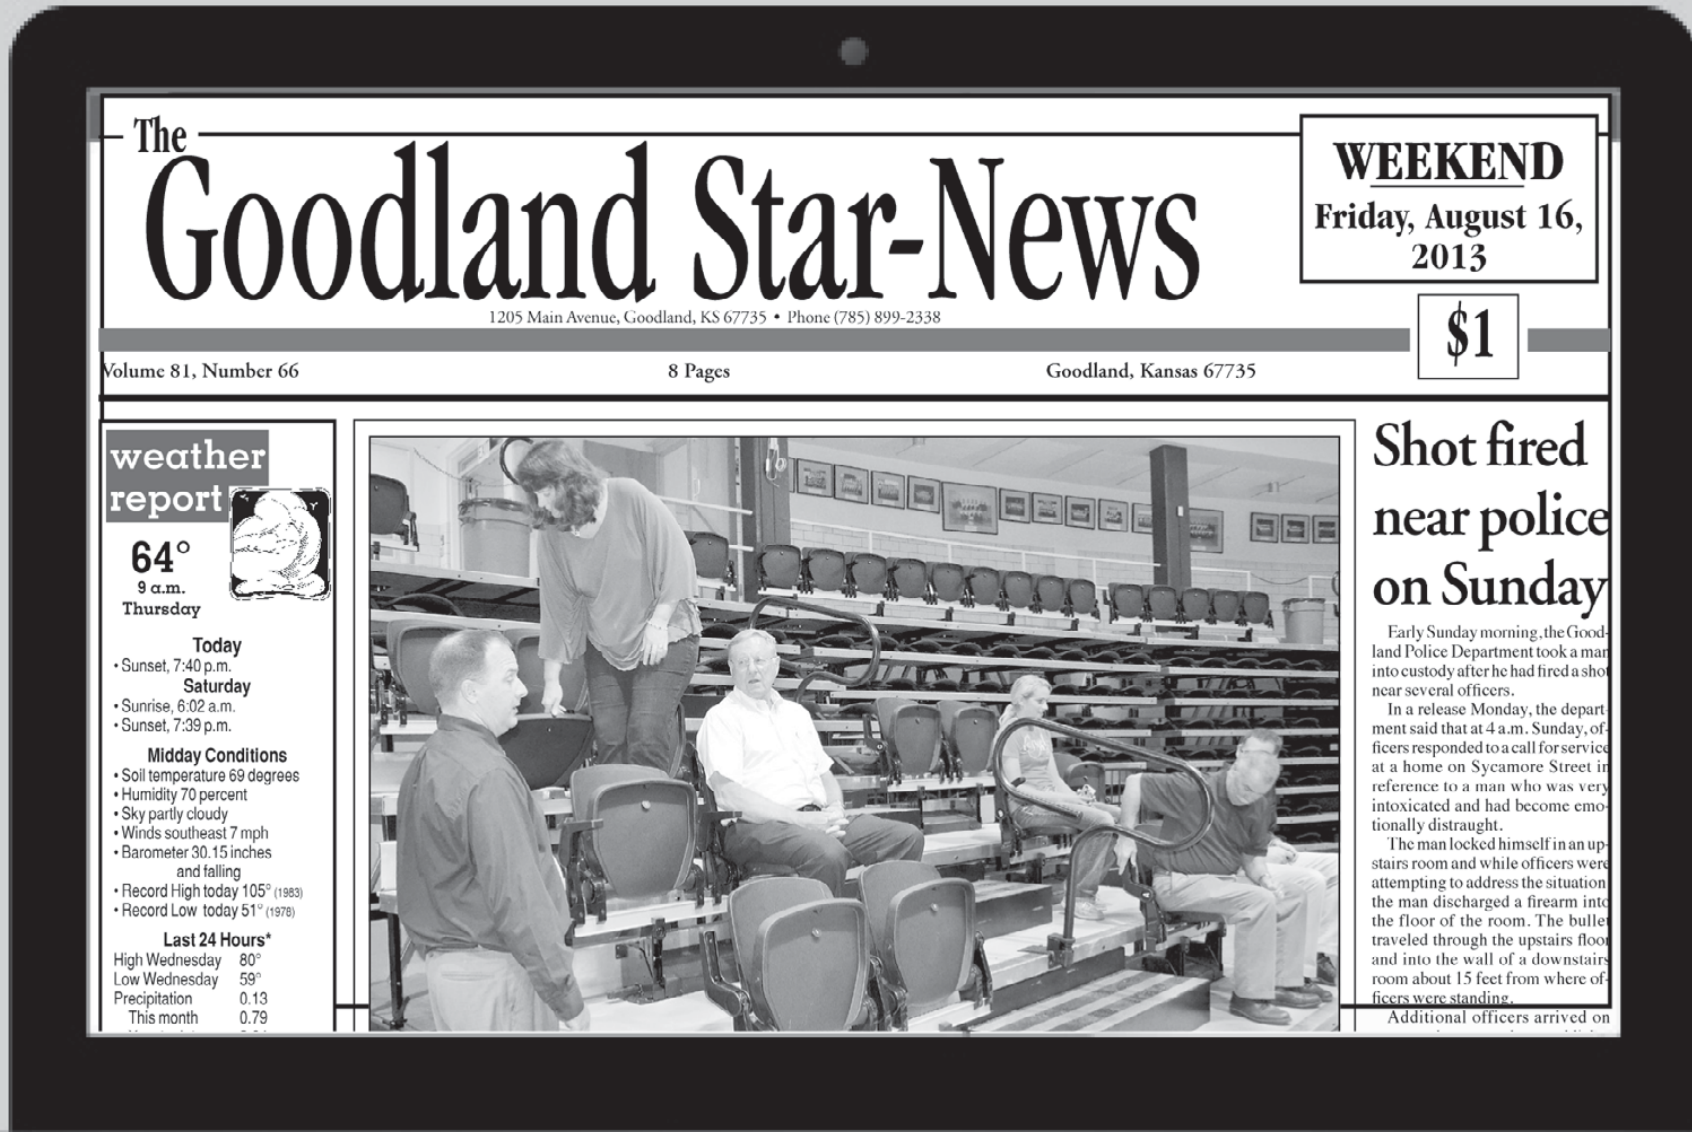 The
Goodland Star-News
WEEKEND
Friday, August 16,
2013
1205 Main Avenue, Goodland, KS 67735 • Phone (785) 899-2338
$1
Volume 81, Number 66
8 Pages
Goodland, Kansas 67735
weather
report
64°
9 a.m.
Thursday
Today
• Sunset, 7:40 p.m.
Saturday
• Sunrise, 6:02 a.m.
• Sunset, 7:39 p.m.
Midday Conditions
• Soil temperature 69 degrees
• Humidity 70 percent
• Sky partly cloudy
• Winds southeast 7 mph
• Barometer 30.15 inches
and falling
• Record High today 105° (1983)
• Record Low today 51° (1978)
Last 24 Hours*
High Wednesday 80°
Low Wednesday 59°
Precipitation 0.13
This month 0.79
Shot fired
near police
on Sunday
Early Sunday morning, the Good-
land Police Department took a man
into custody after he had fired a shot
near several officers.
In a release Monday, the depart-
ment said that at 4 a.m. Sunday, of-
ficers responded to a call for service
at a home on Sycamore Street in
reference to a man who was very
intoxicated and had become emo-
tionally distraught.
The man locked himself in an up-
stairs room and while officers were
attempting to address the situation
the man discharged a firearm into
the floor of the room. The bullet
traveled through the upstairs floor
and into the wall of a downstairs
room about 15 feet from where of-
ficers were standing.
Additional officers arrived on